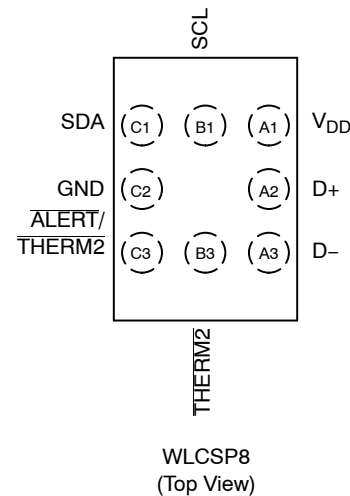 SCL
SDA C1 B1 A1 VDD
GND C2 A2 D+
ALERT/
THERM2 C3 B3 A3 D−
THERM2
WLCSP8
(Top View)